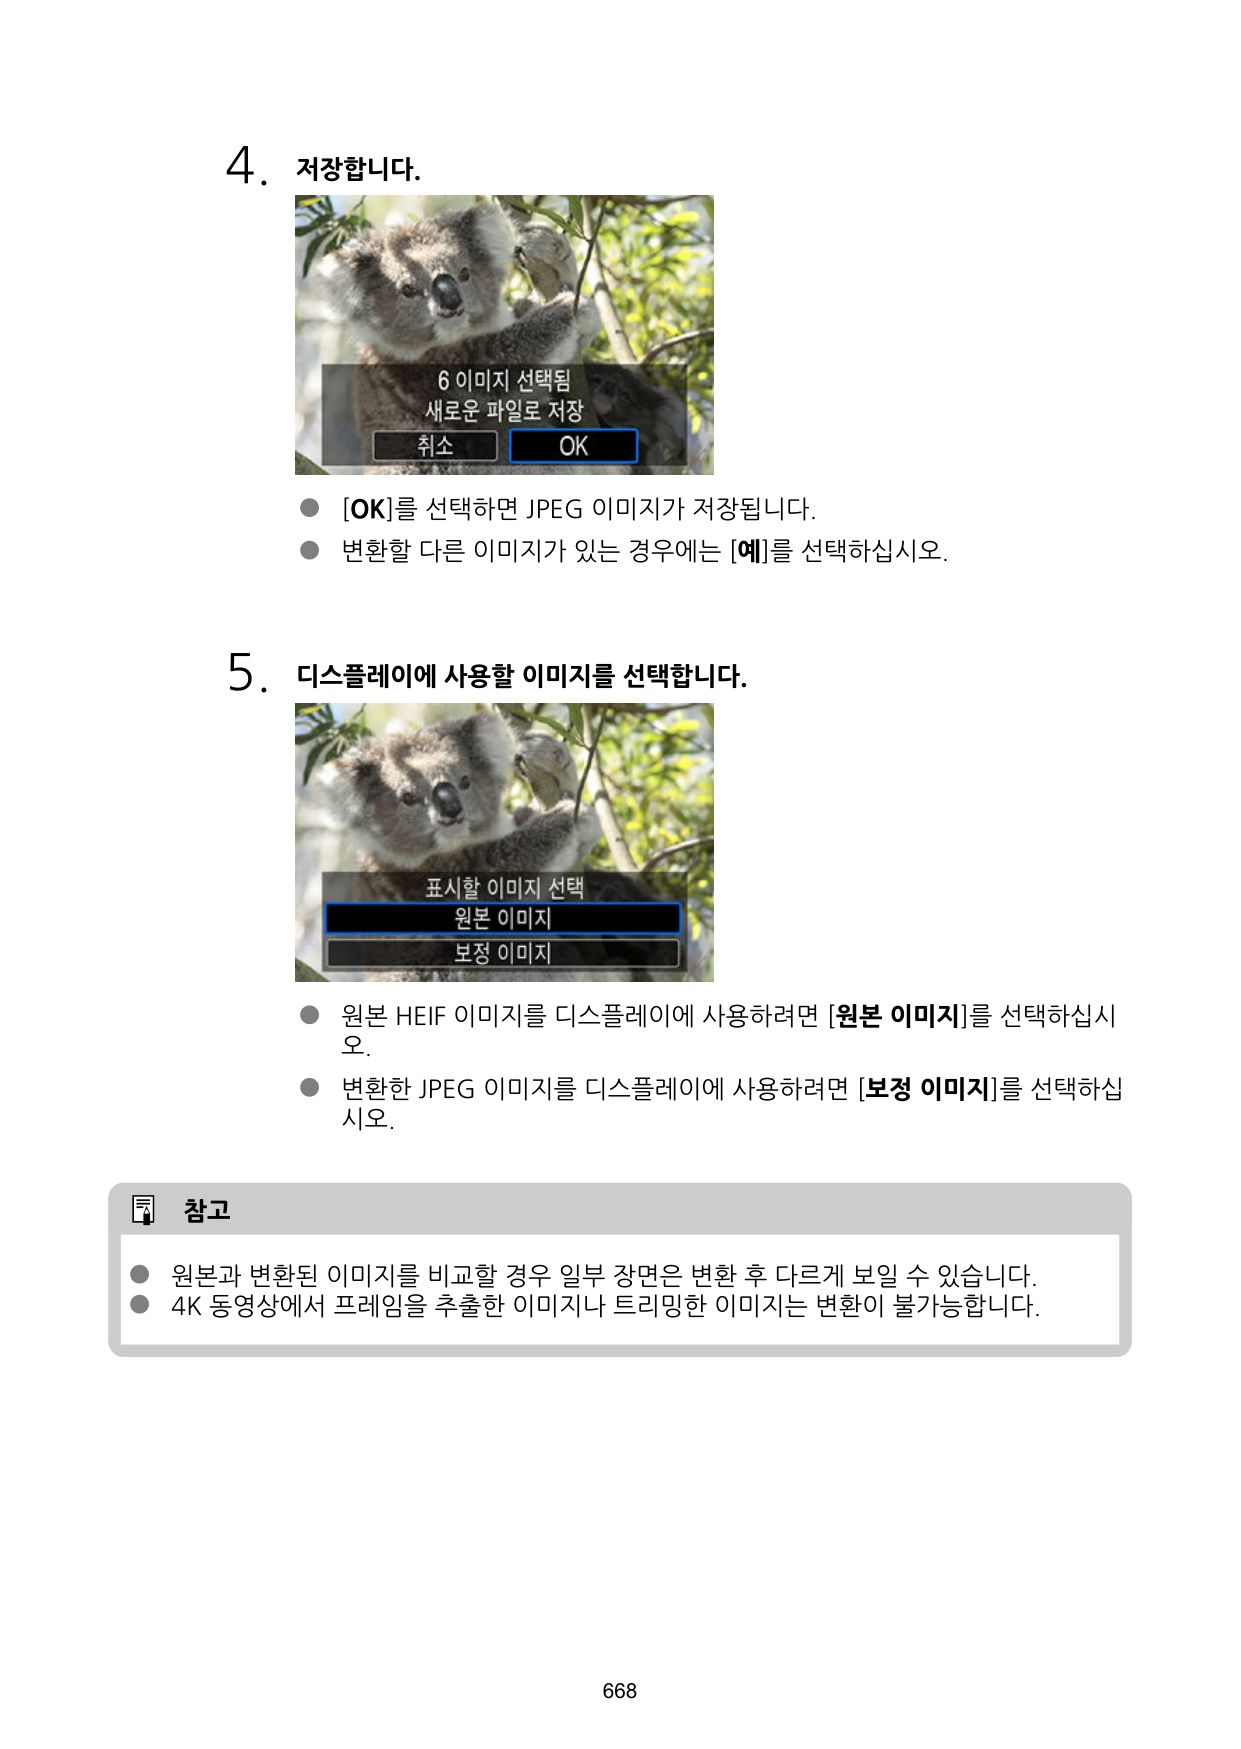 4. 저장합니다.
6 이미지 선택됨
새로운 파일로 저장
취소 OK
● [OK]를 선택하면 JPEG 이미지가 저장됩니다.
● 변환할 다른 이미지가 있는 경우에는 [예]를 선택하십시오.
5. 디스플레이에 사용할 이미지를 선택합니다.
표시할 이미지 선택
원본 이미지
보정 이미지
● 원본 HEIF 이미지를 디스플레이에 사용하려면 [원본 이미지]를 선택하십시
오.
● 변환한 JPEG 이미지를 디스플레이에 사용하려면 [보정 이미지]를 선택하십
시오.
참고
● 원본과 변환된 이미지를 비교할 경우 일부 장면은 변환 후 다르게 보일 수 있습니다.
● 4K 동영상에서 프레임을 추출한 이미지나 트리밍한 이미지는 변환이 불가능합니다.
668